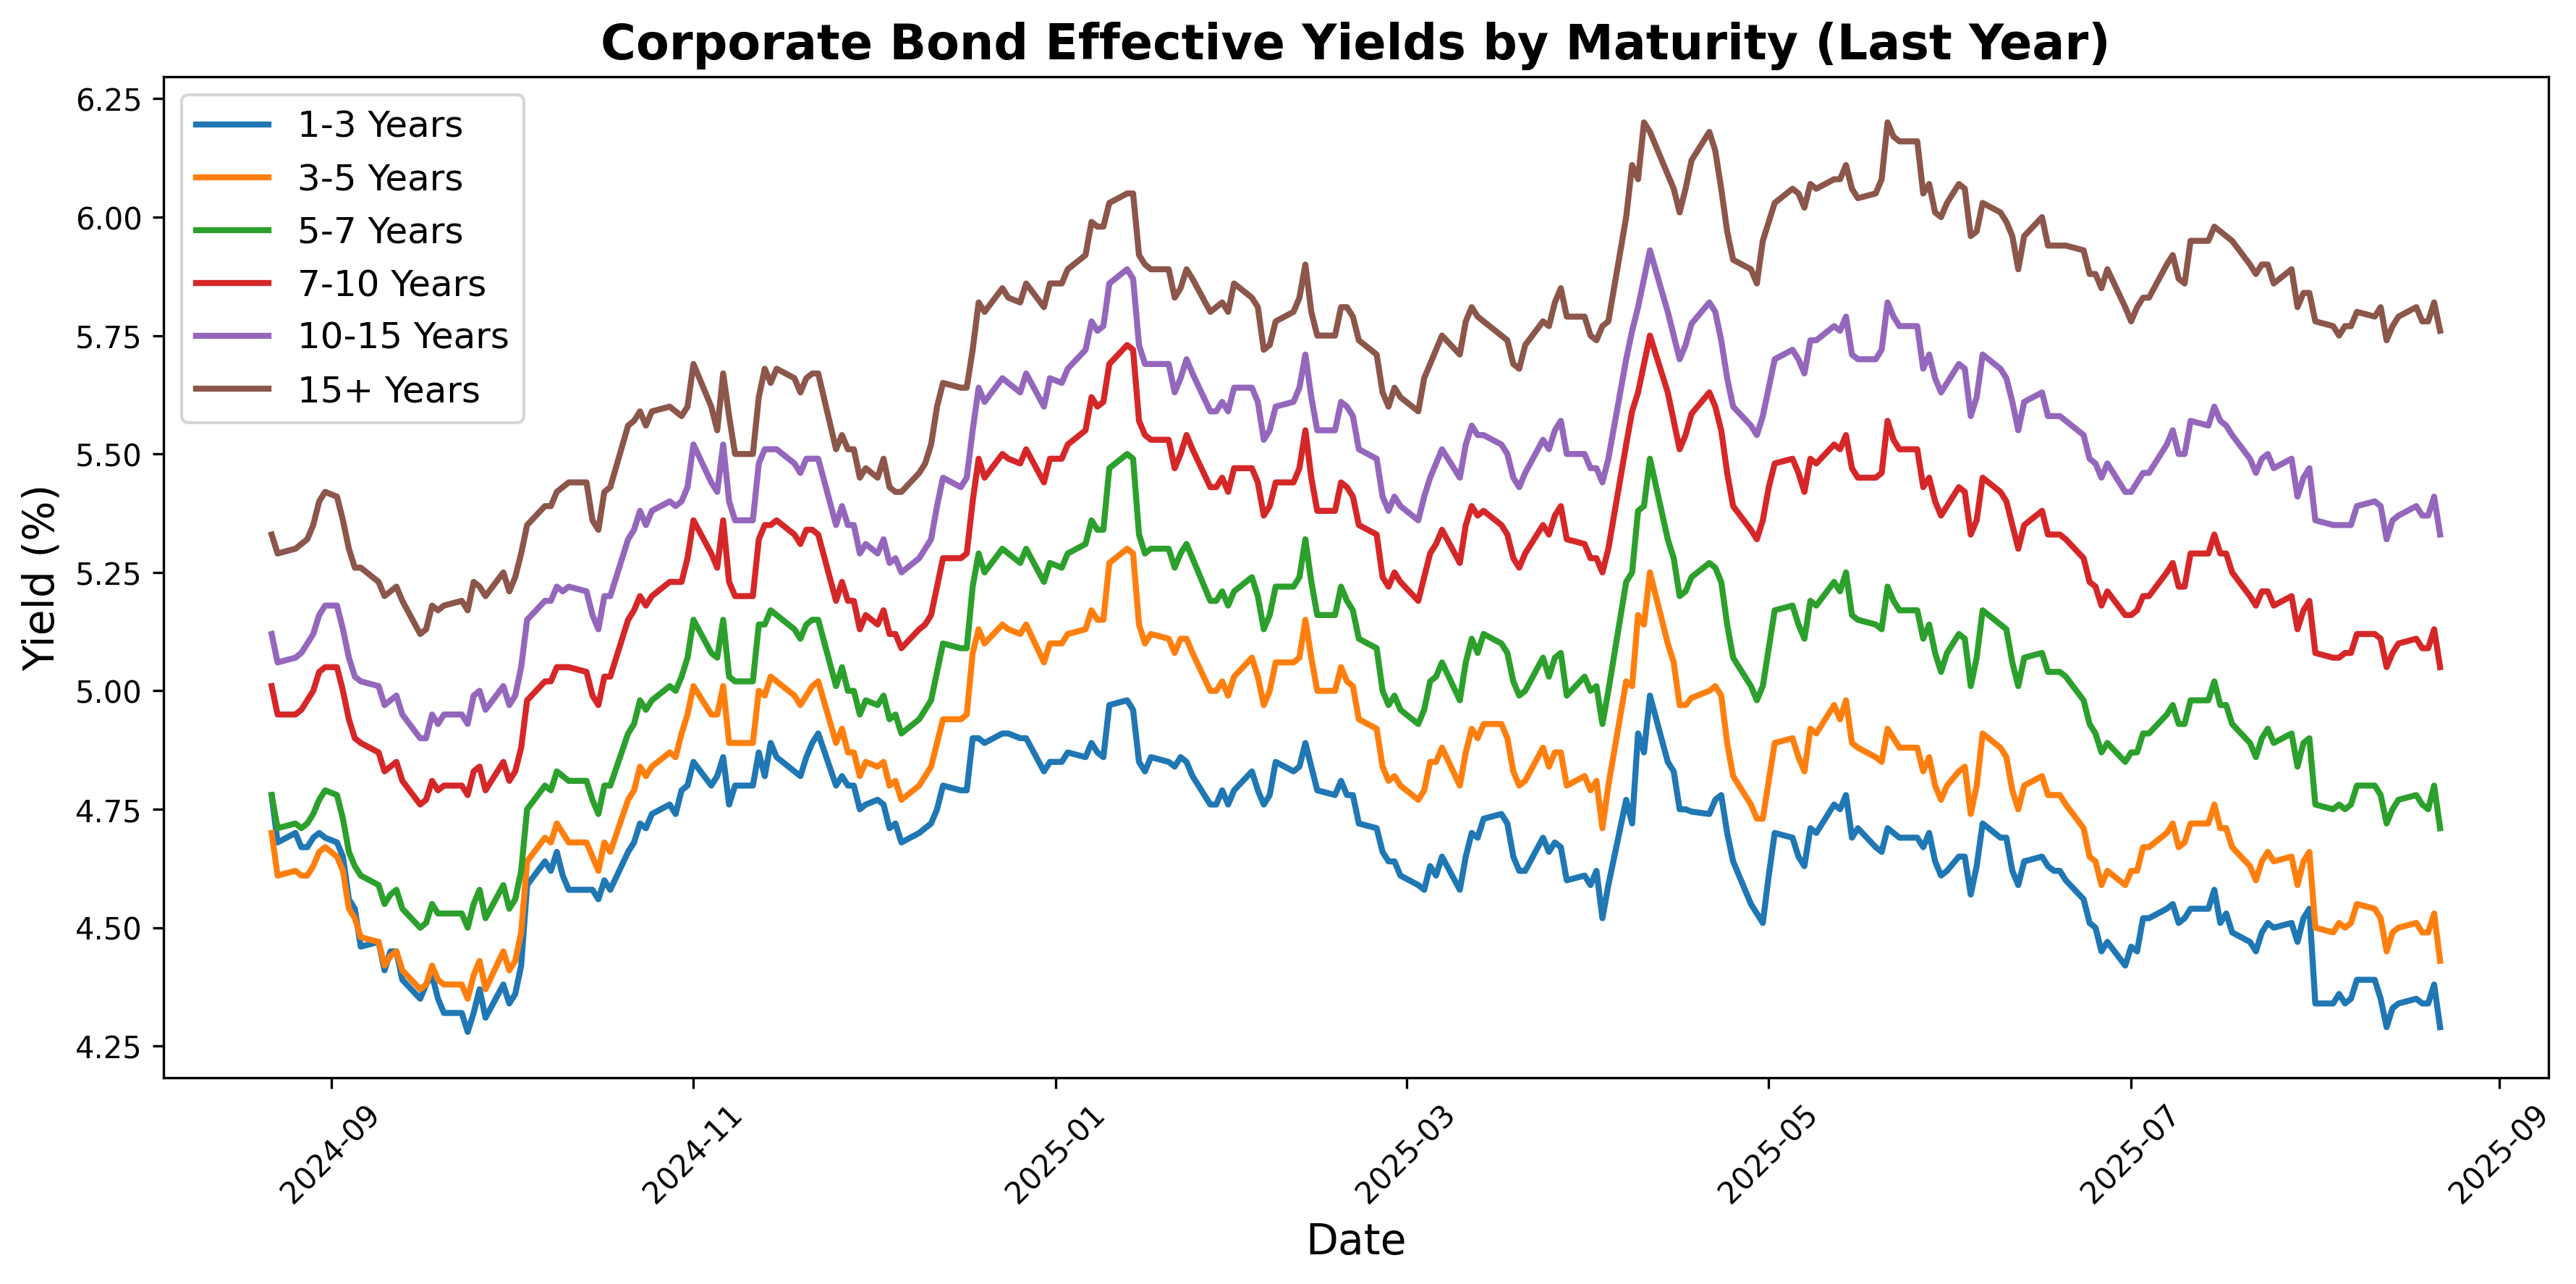 Corporate Bond Effective Yields by Maturity (Last Year)
6.25
6.00
5.75
5.50
5.25
5.00
4.75
4.50
4.25
Yield (%)
1-3 Years
3-5 Years
5-7 Years
7-10 Years
10-15 Years
15+ Years
2024-09
2024-11
2025-01
2025-03
2025-05
2025-07
2025-09
Date